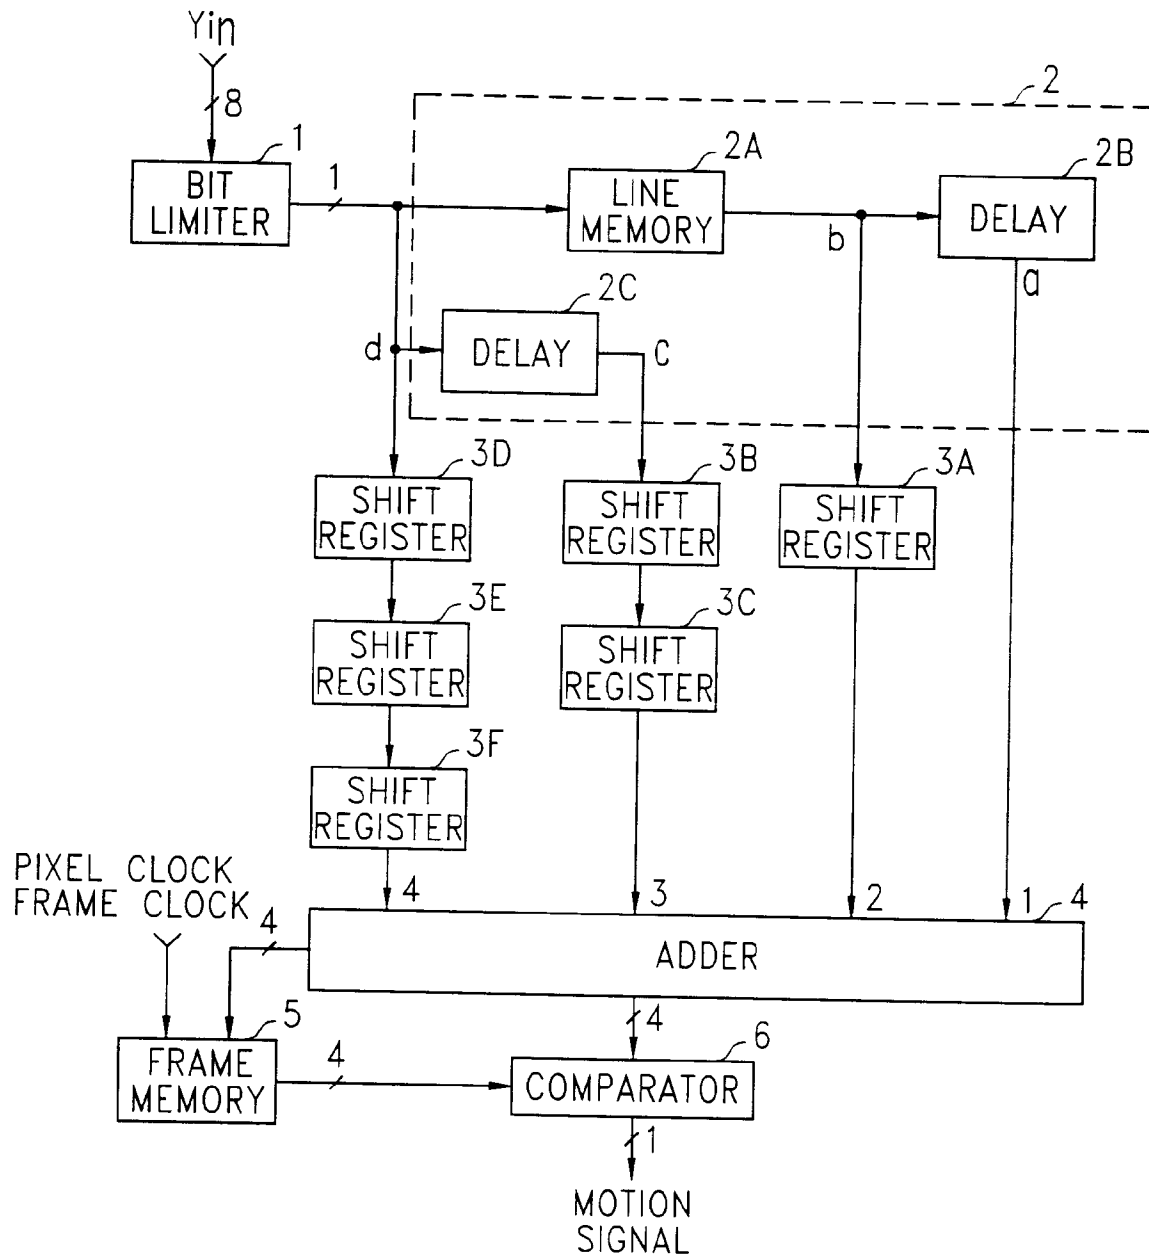 Yin
8
1
BIT
LIMITER
1
2
2A
LINE
MEMORY
b
2B
DELAY
a
2C
DELAY
d
c
3D
SHIFT
REGISTER
3B
SHIFT
REGISTER
3A
SHIFT
REGISTER
3E
SHIFT
REGISTER
3C
SHIFT
REGISTER
3F
SHIFT
REGISTER
PIXEL CLOCK
FRAME CLOCK
4
3
2
1
4
4
ADDER
5
FRAME
MEMORY
4
4
6
COMPARATOR
1
MOTION
SIGNAL